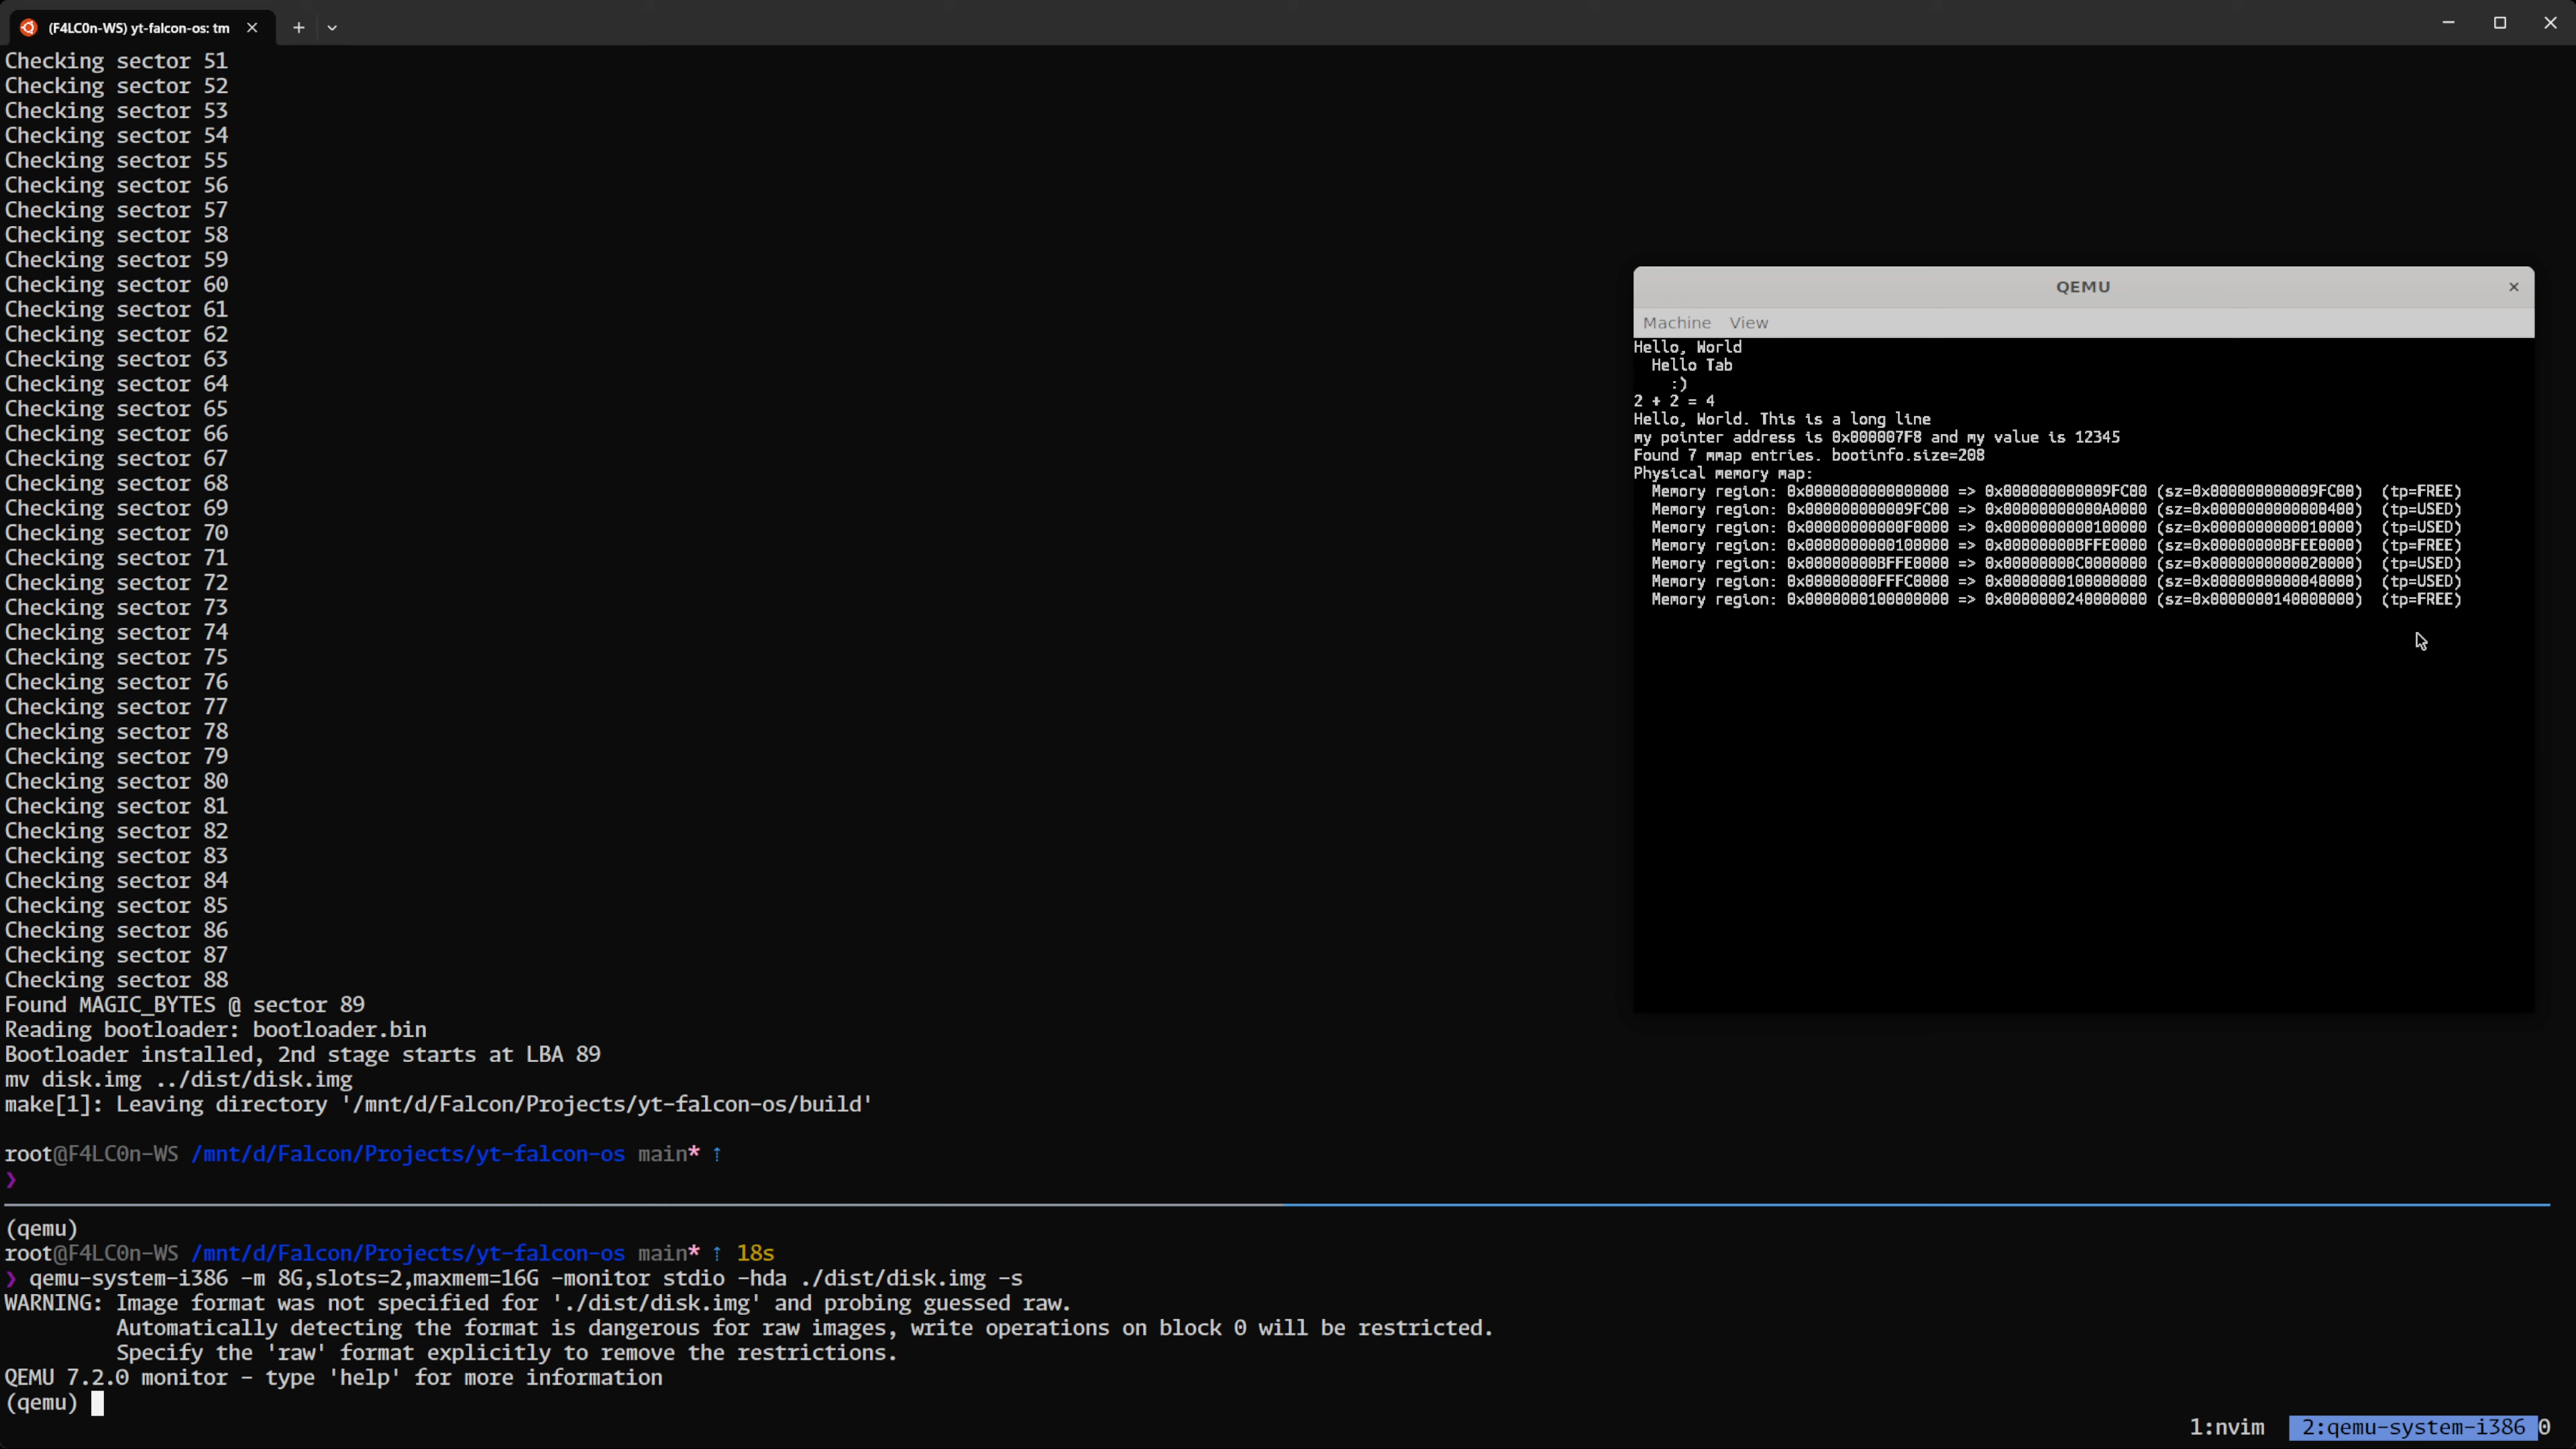 (F4LC0n-WS) yt-falcon-os: tm
Checking sector 51
Checking sector 52
Checking sector 53
Checking sector 54
Checking sector 55
Checking sector 56
Checking sector 57
Checking sector 58
Checking sector 59
Checking sector 60
Checking sector 61
Checking sector 62
Checking sector 63
Checking sector 64
Checking sector 65
Checking sector 66
Checking sector 67
Checking sector 68
Checking sector 69
Checking sector 70
Checking sector 71
Checking sector 72
Checking sector 73
Checking sector 74
Checking sector 75
Checking sector 76
Checking sector 77
Checking sector 78
Checking sector 79
Checking sector 80
Checking sector 81
Checking sector 82
Checking sector 83
Checking sector 84
Checking sector 85
Checking sector 86
Checking sector 87
Checking sector 88
Found MAGIC_BYTES @ sector 89
Reading bootloader: bootloader.bin
Bootloader installed, 2nd stage starts at LBA 89
mv disk.img ../dist/disk.img
make[1]: Leaving directory '/mnt/d/Falcon/Projects/yt-falcon-os/build'
root@F4LC0n-WS /mnt/d/Falcon/Projects/yt-falcon-os main* ⇡
❯
(qemu)
root@F4LC0n-WS /mnt/d/Falcon/Projects/yt-falcon-os main* ⇡ 18s
❯ qemu-system-i386 -m 8G,slots=2,maxmem=16G -monitor stdio -hda ./dist/disk.img -s
WARNING: Image format was not specified for './dist/disk.img' and probing guessed raw.
Automatically detecting the format is dangerous for raw images, write operations on block 0 will be restricted.
Specify the 'raw' format explicitly to remove the restrictions.
QEMU 7.2.0 monitor - type 'help' for more information
(qemu)
QEMU
Machine View
Hello, World
Hello Tab
:)
2 + 2 = 4
Hello, World. This is a long line
my pointer address is 0x000007F8 and my value is 12345
Found 7 mmap entries. bootinfo.size=208
Physical memory map:
Memory region: 0x0000000000000000 => 0x000000000009FC00 (sz=0x000000000009FC00) (tp=FREE)
Memory region: 0x000000000009FC00 => 0x00000000000A0000 (sz=0x0000000000000400) (tp=USED)
Memory region: 0x00000000000F0000 => 0x0000000000100000 (sz=0x0000000000010000) (tp=USED)
Memory region: 0x0000000000100000 => 0x00000000BFFE0000 (sz=0x00000000BFEE0000) (tp=FREE)
Memory region: 0x00000000BFFE0000 => 0x00000000C0000000 (sz=0x0000000000020000) (tp=USED)
Memory region: 0x00000000FFFC0000 => 0x0000000100000000 (sz=0x0000000000040000) (tp=USED)
Memory region: 0x0000000100000000 => 0x0000000240000000 (sz=0x0000000140000000) (tp=FREE)
1:nvim 2:qemu-system-i386 0